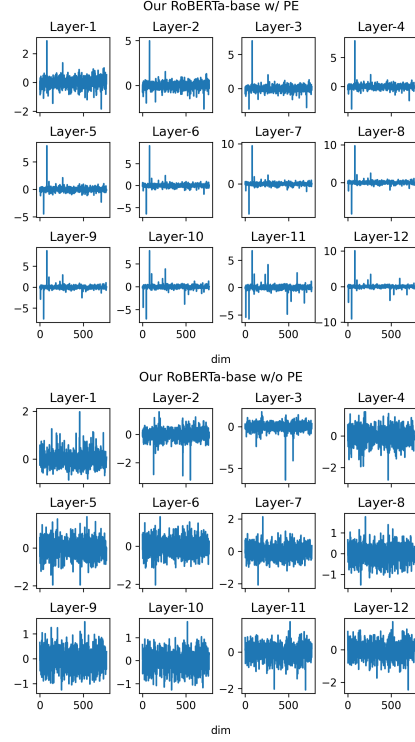 Our RoBERTa-base w/ PE
Layer-1 Layer-2 Layer-3 Layer-4
2 0 −2
5 0
5 0
5 0
Layer-5 Layer-6 Layer-7 Layer-8
5 0 −5
5 0 −5
10 0
10 0
Layer-9 Layer-10 Layer-11 Layer-12
5 0 −5
5 0 −5
5 0 −5
10 0 −10
0 500 0 500 0 500 0 500
dim
Our RoBERTa-base w/o PE
Layer-1 Layer-2 Layer-3 Layer-4
2 0
0 −2
0 −5
0 −2
Layer-5 Layer-6 Layer-7 Layer-8
0 −2
0 −2
2 0 −2
1 0 −1
Layer-9 Layer-10 Layer-11 Layer-12
1 0 −1
1 0 −1
0 −2
0 −2
0 500 0 500 0 500 0 500
dim